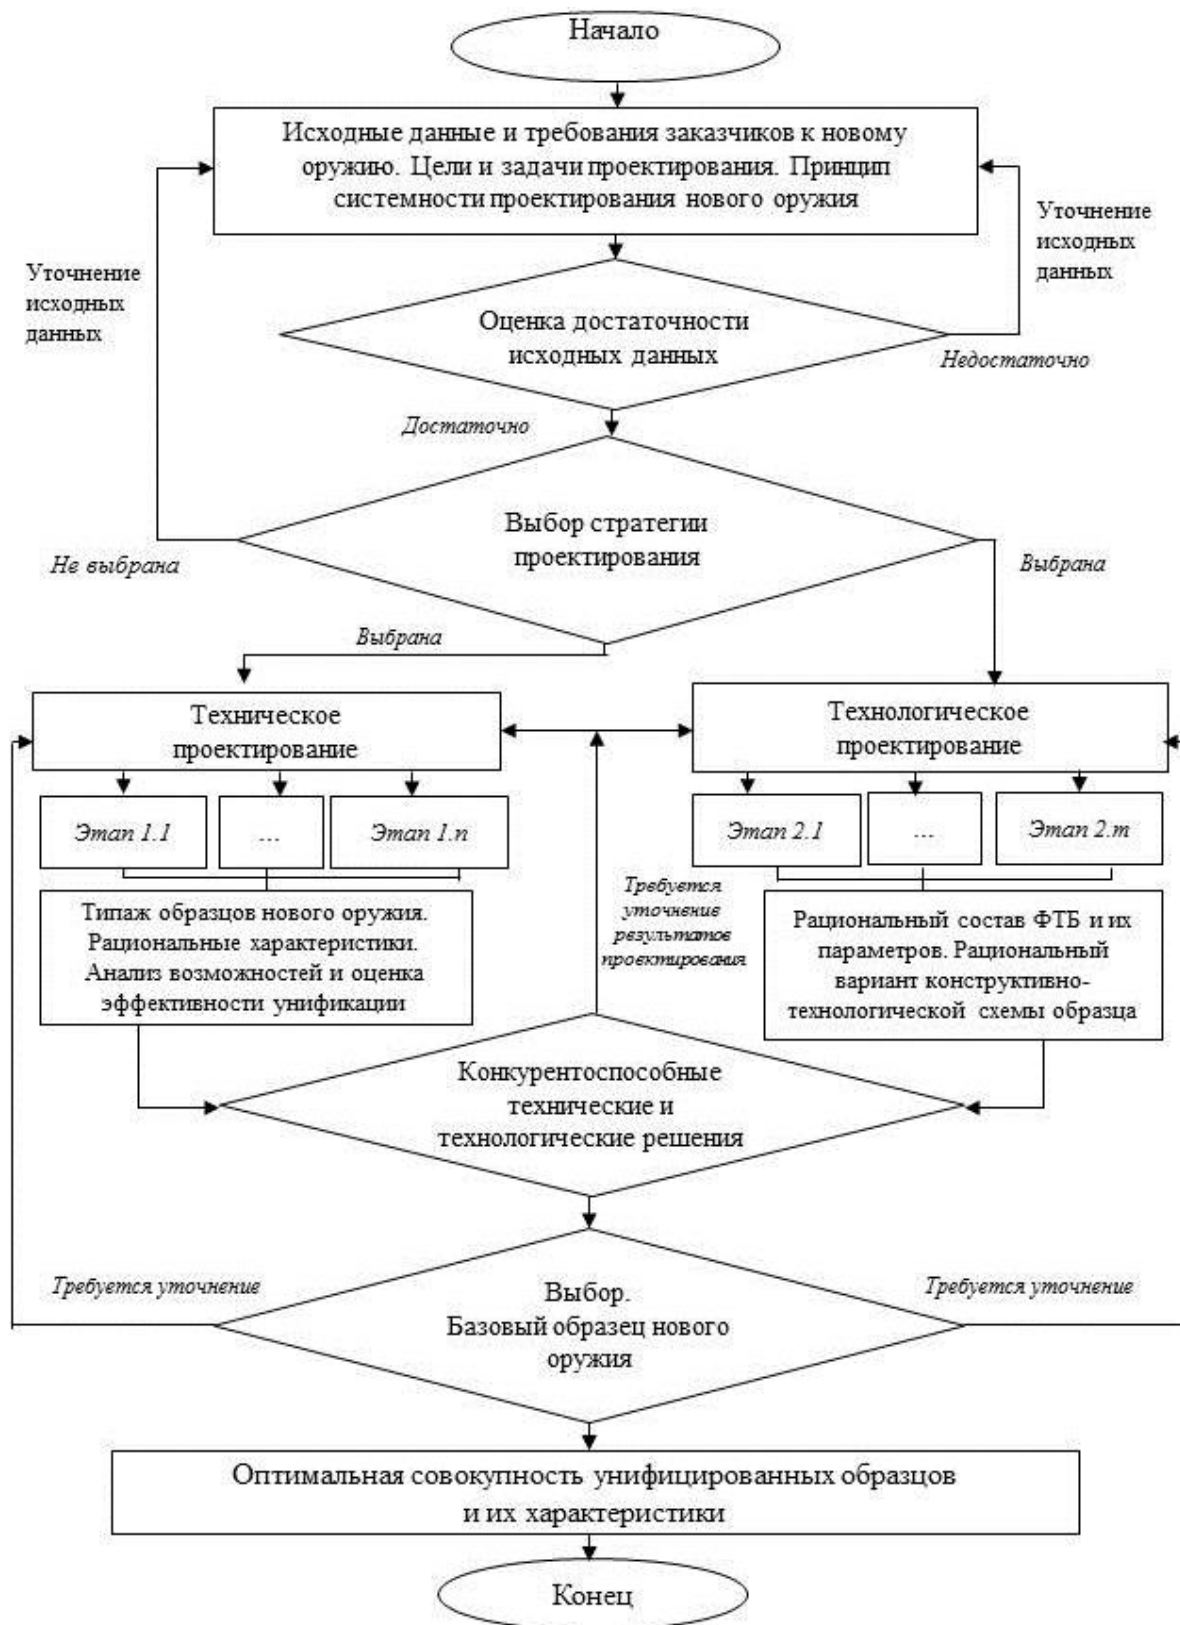 Начало
Исходные данные и требования заказчиков к новому
оружию. Цели и задачи проектирования. Принцип
системности проектирования нового оружия
Уточнение
исходных
данных
Уточнение
исходных
данных
Оценка достаточности
исходных данных
Недостаточно
Достаточно
Выбор стратегии
проектирования
Не выбрана
Выбрана
Выбрана
Техническое
проектирование
Технологическое
проектирование
Этап 1.1
...
Этап 1.n
Этап 2.1
...
Этап 2.m
Типаж образцов нового оружия.
Рациональные характеристики.
Анализ возможностей и оценка
эффективности унификации
Требуется
уточнение
результатов
проектирования
Рациональный состав ФТБ и их
параметров. Рациональный
вариант конструктивно-
технологической схемы образца
Конкурентоспособные
технические и
технологические решения
Требуется уточнение
Выбор.
Базовый образец нового
оружия
Требуется уточнение
Оптимальная совокупность унифицированных образцов
и их характеристики
Конец